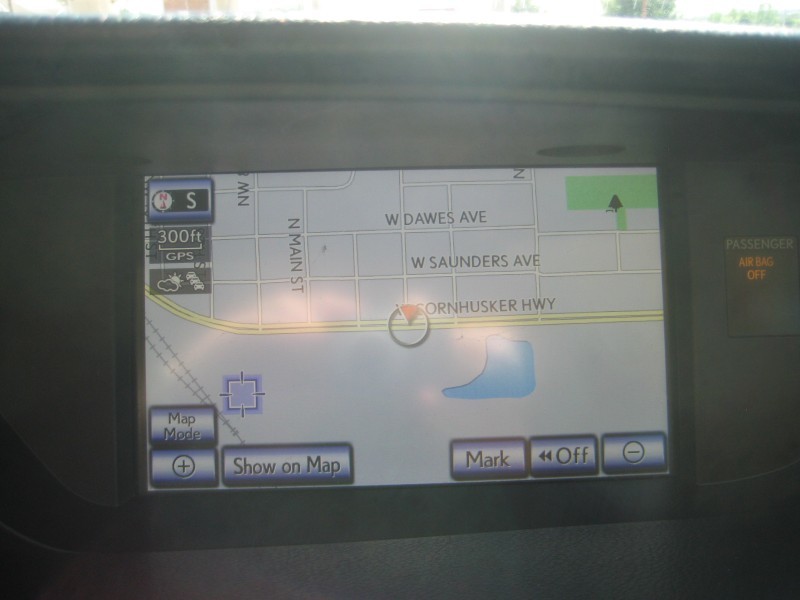 S
300ft
GPS
N MAIN ST
N
W DAWES AVE
W SAUNDERS AVE
CORNHUSKER HWY
PASSENGER
AIR BAG
OFF
Map
Mode
Show on Map
Mark
Off